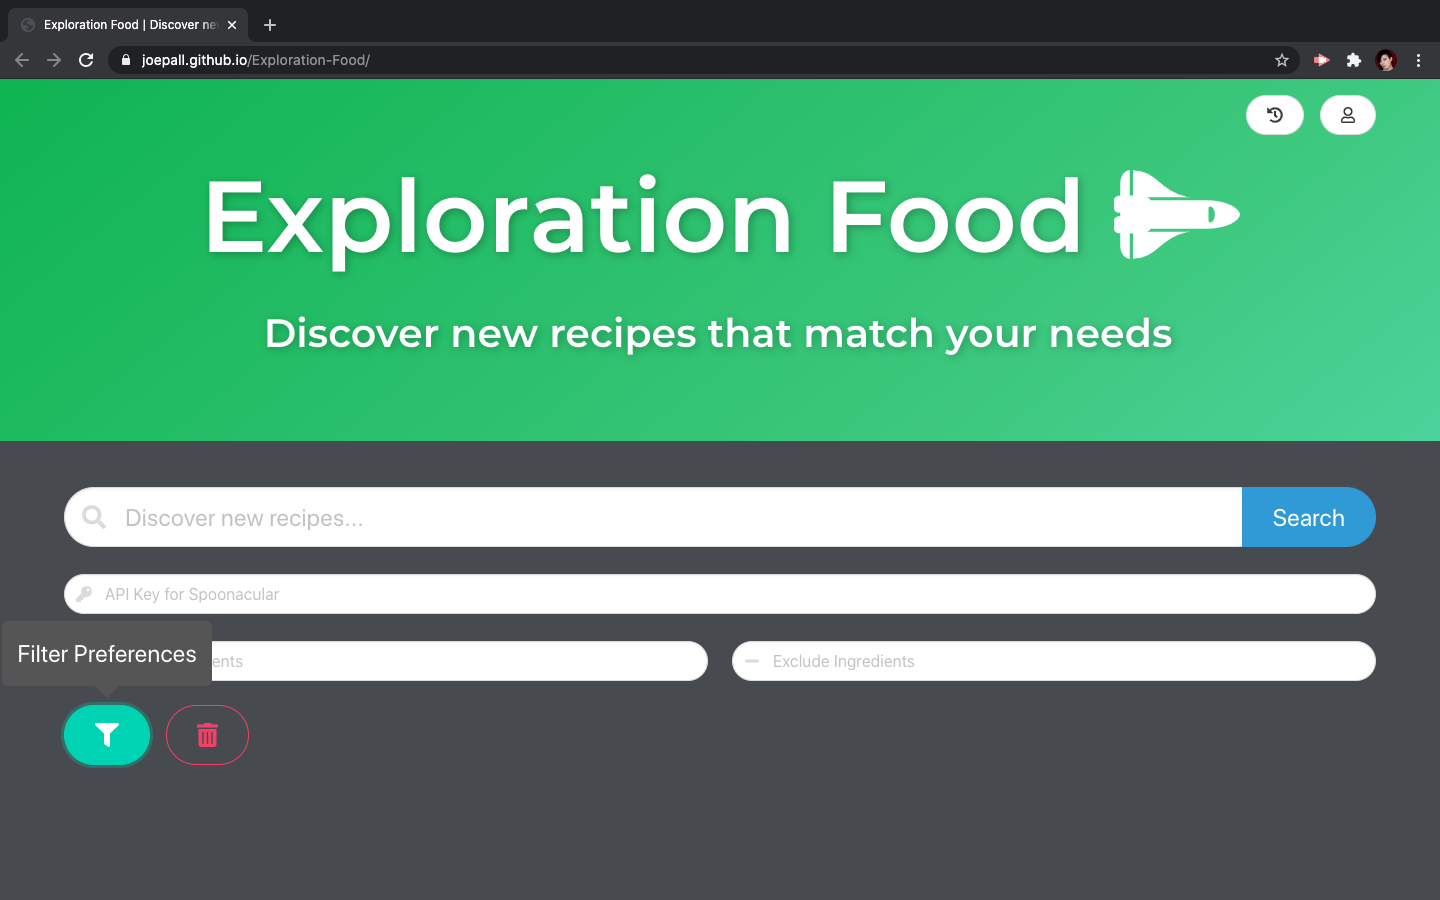 Exploration Food | Discover ne
joepall.github.io/Exploration-Food/
Exploration Food
Discover new recipes that match your needs
Discover new recipes...
Search
API Key for Spoonacular
Filter Preferences
ents
Exclude Ingredients